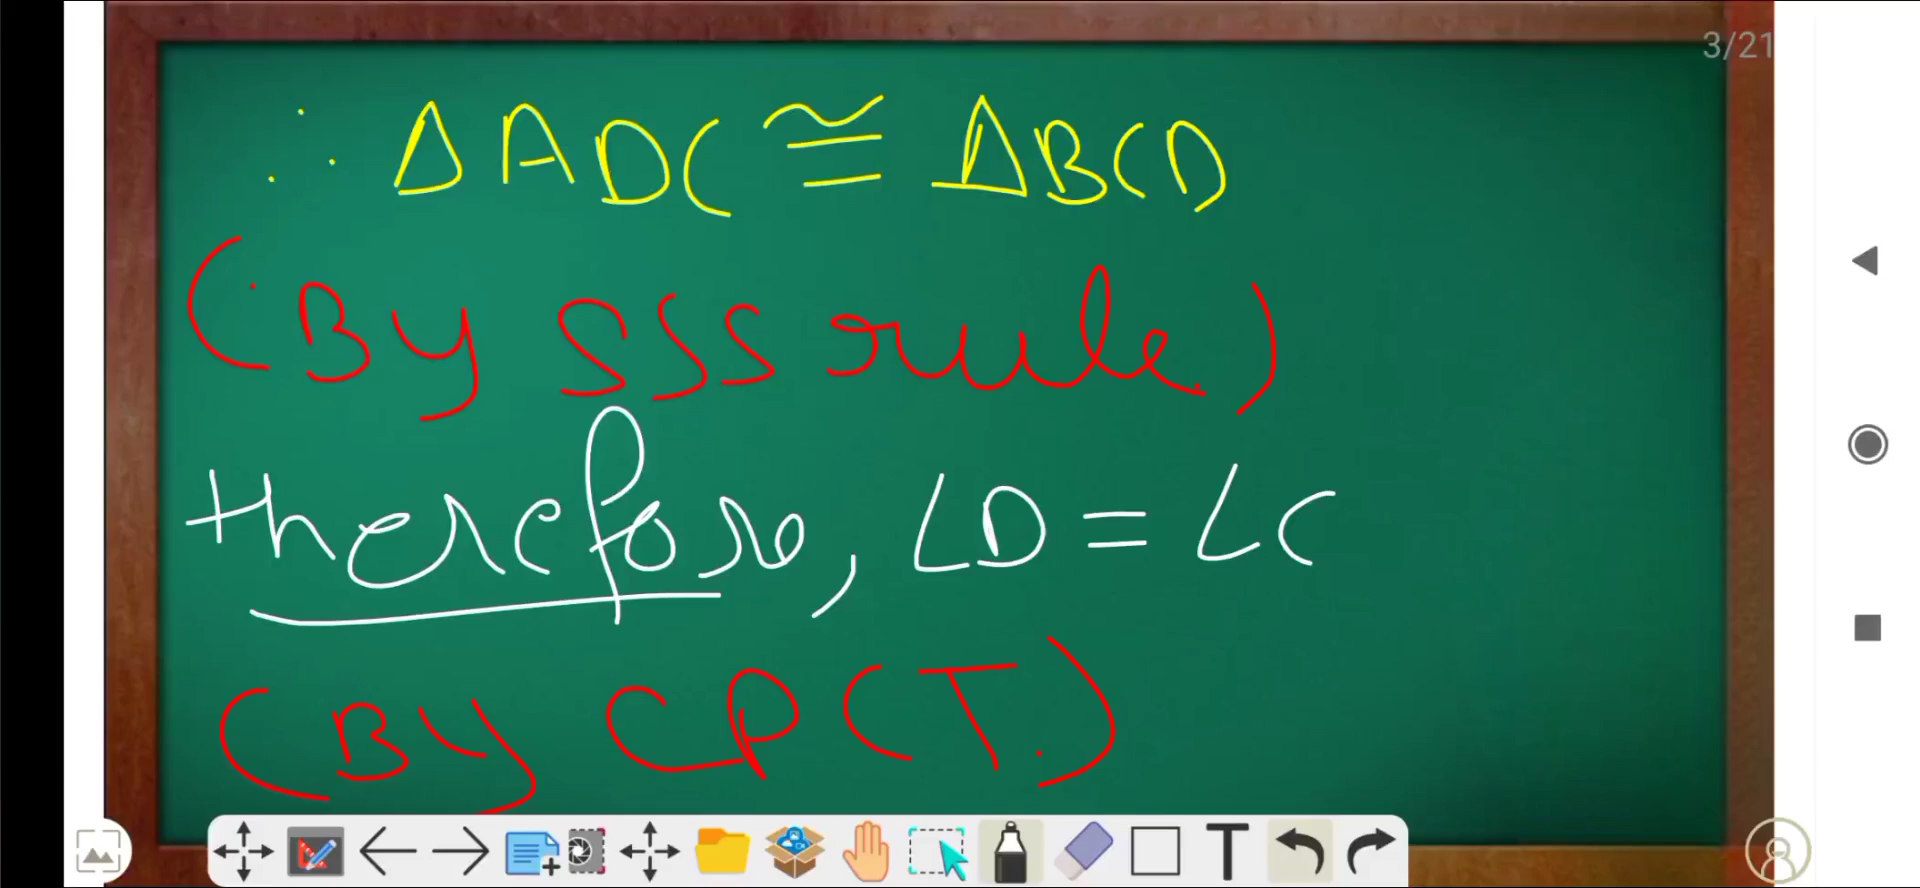 3/21
∴ ΔADC ≅ ΔBCD
(By SSS rule.)
therefore, ∠D = ∠C
(By CPCT.)
T